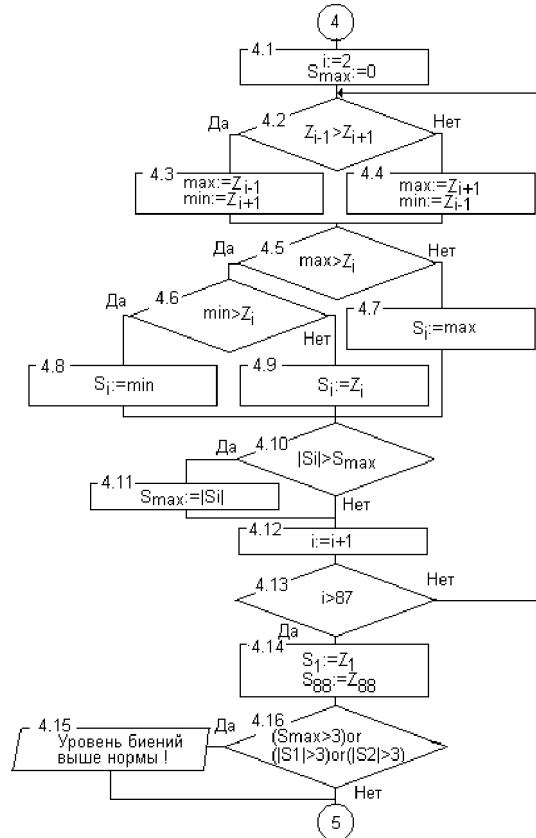 4
4.1
i:=2
Smax:=0
4.2
Да
Нет
Zi-1>Zi+1
4.3
max:=Zi-1
min:=Zi+1
4.4
max:=Zi+1
min:=Zi-1
4.5
Да
Нет
max>Zi
4.6
Да
min>Zi
Нет
4.7
Si:=max
4.8
Si:=min
4.9
Si:=Zi
4.10
Да
|Si|>Smax
Нет
4.11
Smax:=|Si|
4.12
i:=i+1
4.13
Нет
i>87
Да
4.14
S1:=Z1
S88:=Z88
4.15
Уровень биений
выше нормы !
Да
4.16
(Smax>3)or
(|S1|>3)or(|S2|>3)
Нет
5